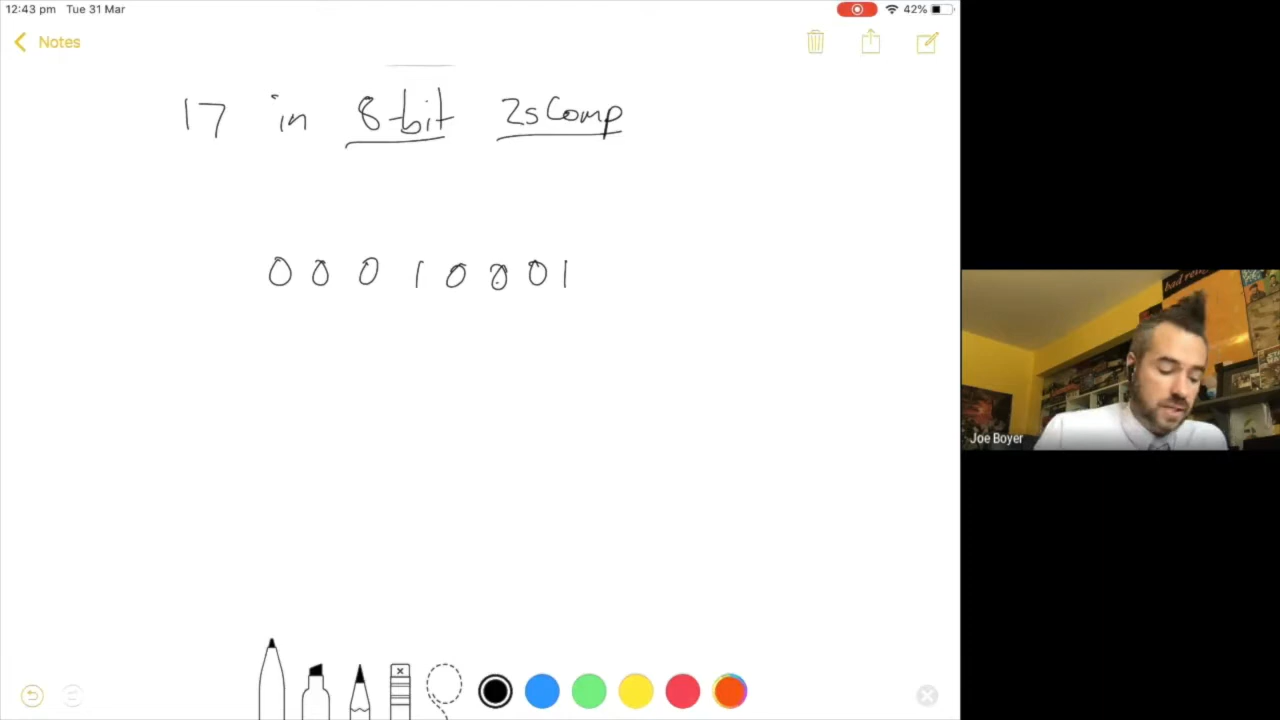 12:43 pm Tue 31 Mar 42%
Notes
17 in 8-bit 2sComp
0 0 0 1 0 0 0 1
Joe Boyer